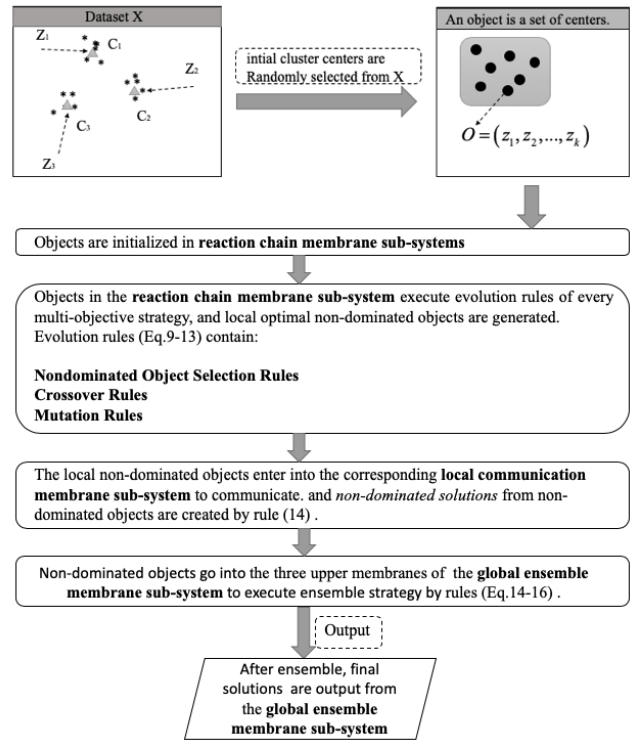 Dataset X
Z1
C1
Z2
C2
C3
Z3
intial cluster centers are
Randomly selected from X
An object is a set of centers.
O=(z1,z2,...,zk)
Objects are initialized in reaction chain membrane sub-systems
Objects in the reaction chain membrane sub-system execute evolution rules of every
multi-objective strategy, and local optimal non-dominated objects are generated.
Evolution rules (Eq.9-13) contain:
Nondominated Object Selection Rules
Crossover Rules
Mutation Rules
The local non-dominated objects enter into the corresponding local communication
membrane sub-system to communicate. and non-dominated solutions from non-
dominated objects are created by rule (14) .
Non-dominated objects go into the three upper membranes of the global ensemble
membrane sub-system to execute ensemble strategy by rules (Eq.14-16) .
Output
After ensemble, final
solutions are output from
the global ensemble
membrane sub-system